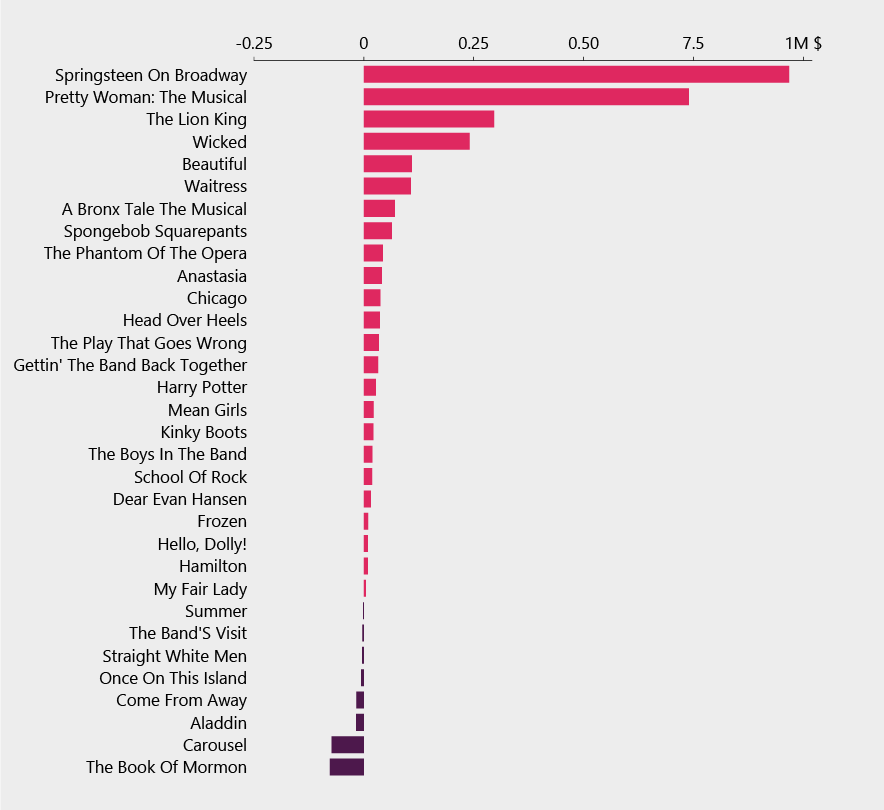 -0.25 0 0.25 0.50 7.5 1M $
Springsteen On Broadway
Pretty Woman: The Musical
The Lion King
Wicked
Beautiful
Waitress
A Bronx Tale The Musical
Spongebob Squarepants
The Phantom Of The Opera
Anastasia
Chicago
Head Over Heels
The Play That Goes Wrong
Gettin' The Band Back Together
Harry Potter
Mean Girls
Kinky Boots
The Boys In The Band
School Of Rock
Dear Evan Hansen
Frozen
Hello, Dolly!
Hamilton
My Fair Lady
Summer
The Band'S Visit
Straight White Men
Once On This Island
Come From Away
Aladdin
Carousel
The Book Of Mormon